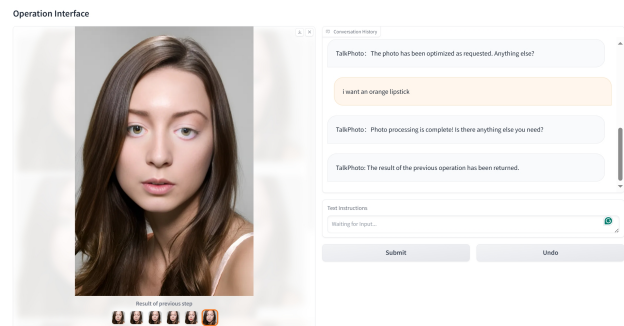 Operation Interface
Conversation History
TalkPhoto: The photo has been optimized as requested. Anything else?
i want an orange lipstick
TalkPhoto: Photo processing is complete! Is there anything else you need?
TalkPhoto: The result of the previous operation has been returned.
Text Instructions
Waiting for input...
Submit
Undo
Result of previous step